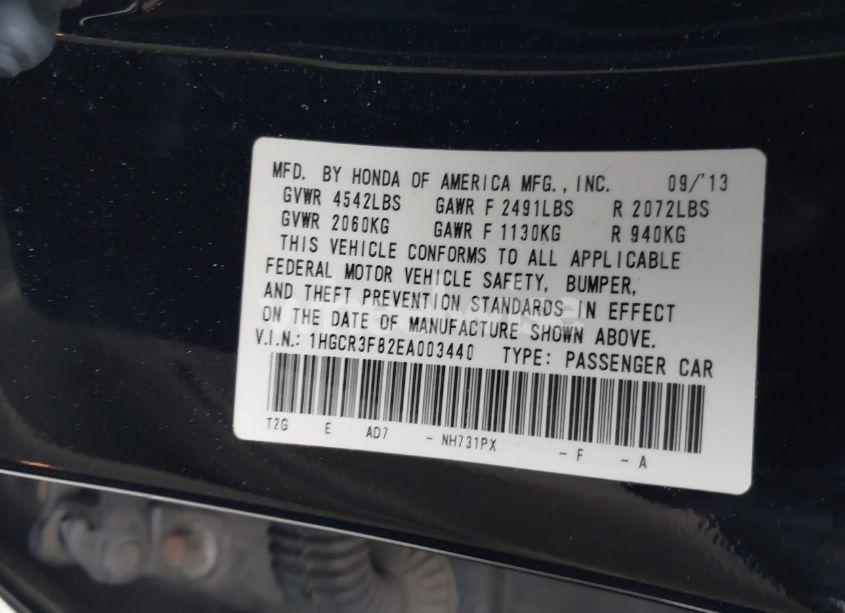 MFD. BY HONDA OF AMERICA MFG., INC. 09/'13
GVWR 4542LBS GAWR F 2491LBS R 2072LBS
GVWR 2060KG GAWR F 1130KG R 940KG
THIS VEHICLE CONFORMS TO ALL APPLICABLE
FEDERAL MOTOR VEHICLE SAFETY, BUMPER,
AND THEFT PREVENTION STANDARDS IN EFFECT
ON THE DATE OF MANUFACTURE SHOWN ABOVE.
V.I.N.: 1HGCR3F82EA003440 TYPE: PASSENGER CAR
T2G E AD7 - NH731PX - F - A